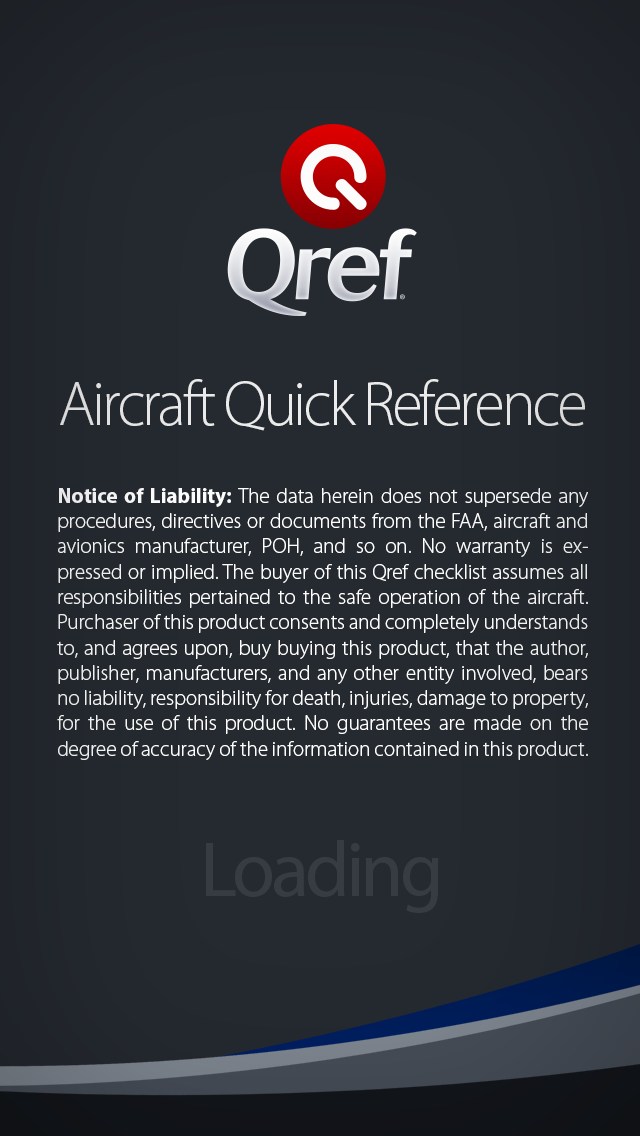 Qref®
Aircraft Quick Reference
Notice of Liability: The data herein does not supersede any
procedures, directives or documents from the FAA, aircraft and
avionics manufacturer, POH, and so on. No warranty is ex-
pressed or implied. The buyer of this Qref checklist assumes all
responsibilities pertained to the safe operation of the aircraft.
Purchaser of this product consents and completely understands
to, and agrees upon, buy buying this product, that the author,
publisher, manufacturers, and any other entity involved, bears
no liability, responsibility for death, injuries, damage to property,
for the use of this product. No guarantees are made on the
degree of accuracy of the information contained in this product.
Loading